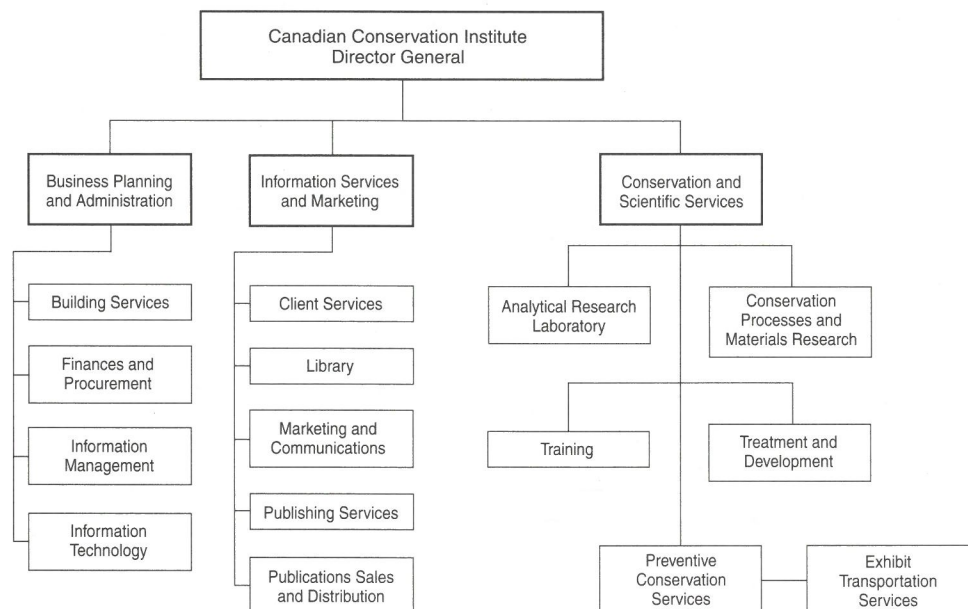 Canadian Conservation Institute
Director General
Business Planning
and Administration
Information Services
and Marketing
Conservation and
Scientific Services
Building Services
Finances and
Procurement
Information
Management
Information
Technology
Client Services
Library
Marketing and
Communications
Publishing Services
Publications Sales
and Distribution
Analytical Research
Laboratory
Conservation
Processes and
Materials Research
Training
Treatment and
Development
Preventive
Conservation
Services
Exhibit
Transportation
Services